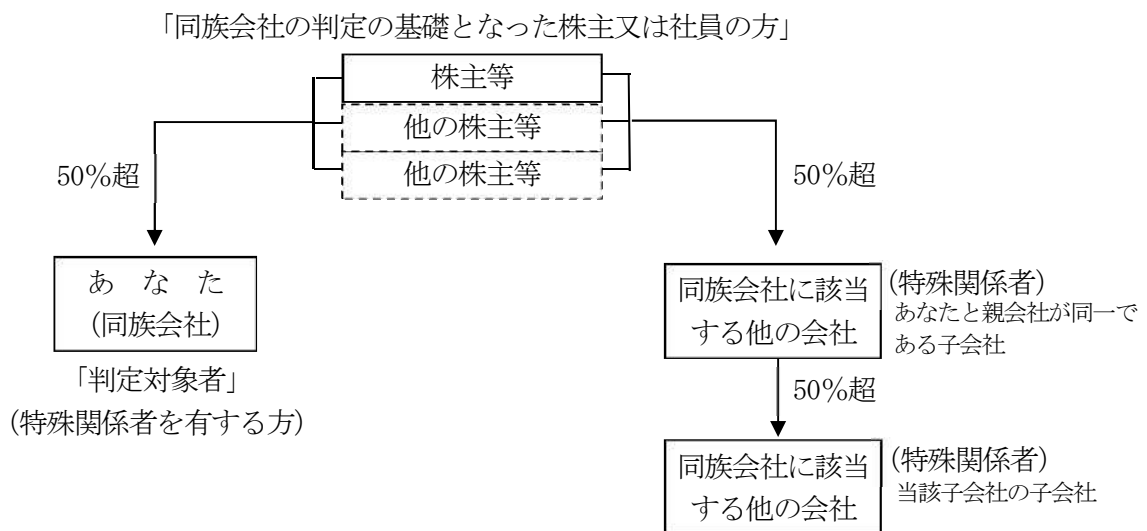 「同族会社の判定の基礎となった株主又は社員の方」
株主等
他の株主等
他の株主等
50％超
50％超
あ な た
(同族会社)
「判定対象者」
(特殊関係者を有する方)
同族会社に該当
する他の会社
(特殊関係者)
あなたと親会社が同一で
ある子会社
50％超
同族会社に該当
する他の会社
(特殊関係者)
当該子会社の子会社